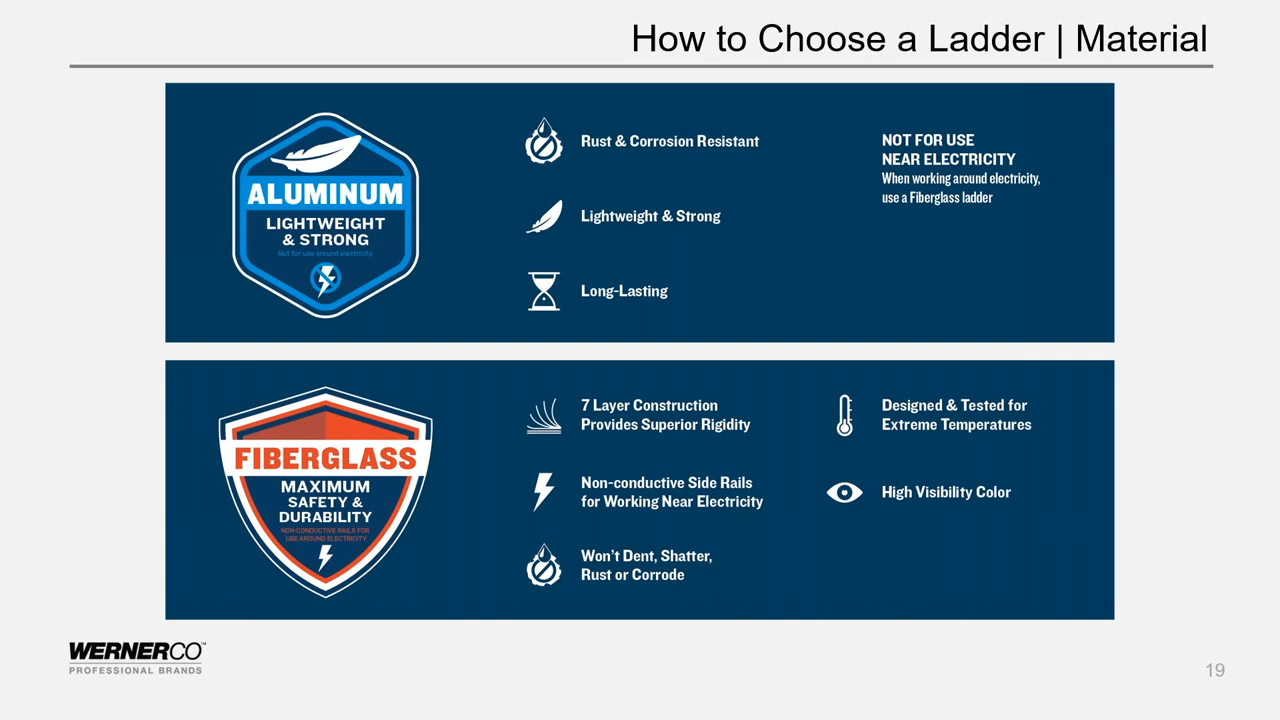 How to Choose a Ladder | Material
ALUMINUM
LIGHTWEIGHT
& STRONG
Not for use around electricity
Rust & Corrosion Resistant
Lightweight & Strong
Long-Lasting
NOT FOR USE
NEAR ELECTRICITY
When working around electricity,
use a Fiberglass ladder
FIBERGLASS
MAXIMUM
SAFETY &
DURABILITY
NON-CONDUCTIVE RAILS FOR
USE AROUND ELECTRICITY
7 Layer Construction
Provides Superior Rigidity
Non-conductive Side Rails
for Working Near Electricity
Won't Dent, Shatter,
Rust or Corrode
Designed & Tested for
Extreme Temperatures
High Visibility Color
WERNERCO™
PROFESSIONAL BRANDS
19